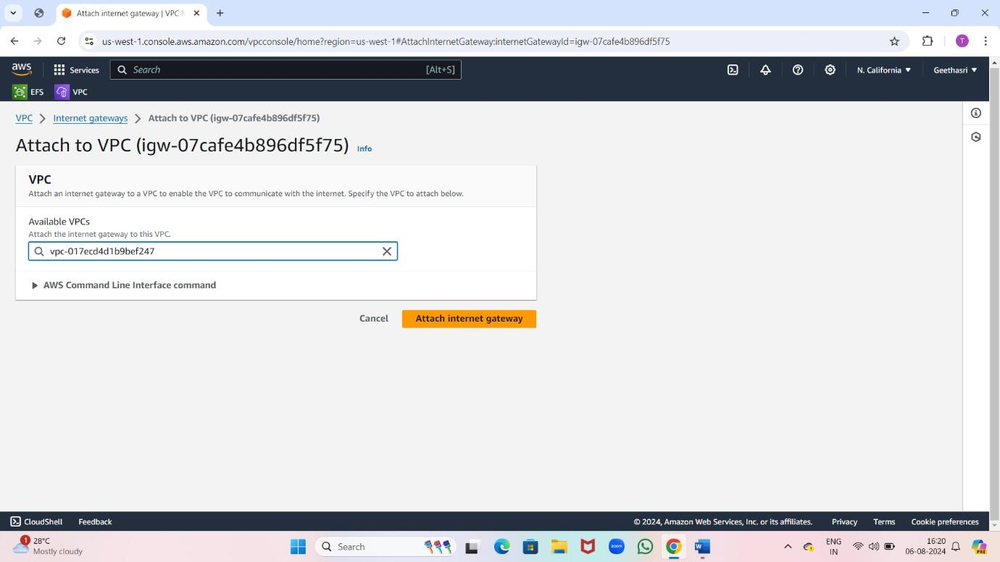 Attach internet gateway | VPC M
us-west-1.console.aws.amazon.com/vpcconsole/home?region=us-west-1#AttachInternetGateway:internetGatewayId=igw-07cafe4b896df5f75
T
aws
Services
Search
[Alt+S]
N. California
Geethasri
EFS
VPC
VPC
Internet gateways
Attach to VPC (igw-07cafe4b896df5f75)
Attach to VPC (igw-07cafe4b896df5f75) Info
VPC
Attach an internet gateway to a VPC to enable the VPC to communicate with the internet. Specify the VPC to attach below.
Available VPCs
Attach the internet gateway to this VPC.
vpc-017ecd4d1b9bef247
AWS Command Line Interface command
Cancel
Attach internet gateway
CloudShell
Feedback
© 2024, Amazon Web Services, Inc. or its affiliates.
Privacy
Terms
Cookie preferences
1
28°C
Mostly cloudy
Search
zoom
W
ENG
IN
16:20
06-08-2024
PRE